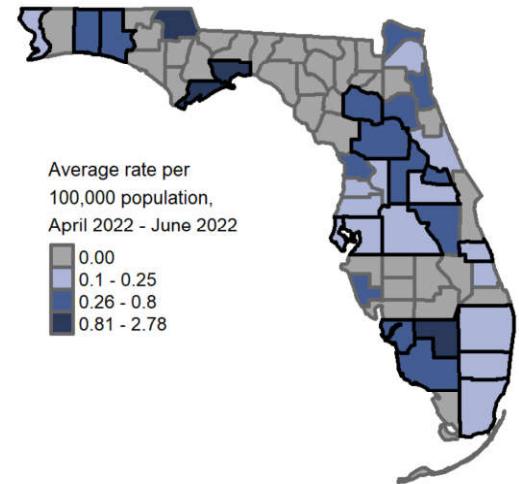 Average rate per
100,000 population,
April 2022 - June 2022
0.00
0.1 - 0.25
0.26 - 0.8
0.81 - 2.78